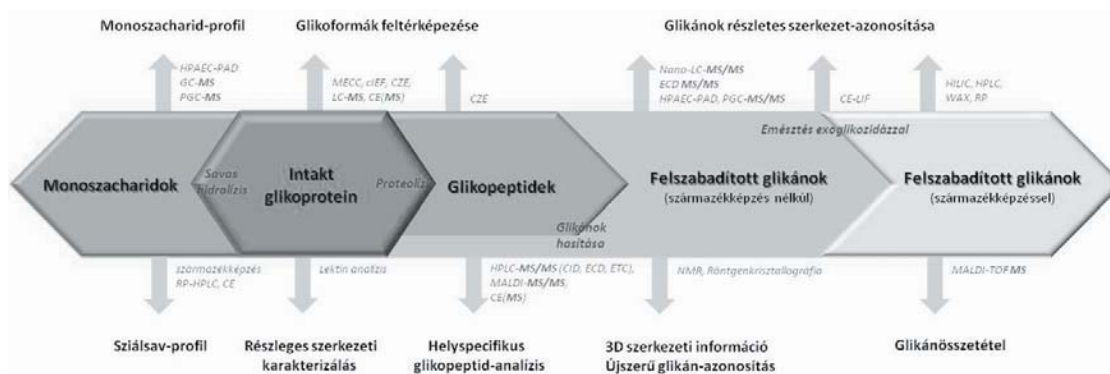 Monoszacharid-profil
Glikoformák feltérképezése
Glikánok részletes szerkezet-azonosítása
HPAEC-PAD
GC-MS
PGC-MS
MECC, cIEF, CZE,
LC-MS, CE(MS)
CZE
Nano-LC-MS/MS
ECD MS/MS
HPAEC-PAD, PGC-MS/MS
CE-LIF
HILIC, HPLC,
WAX, RP
Emésztés exoglikozidázzal
Monoszacharidok
Savas
hidrolízis
Intakt
glikoprotein
Proteolízis
Glikopeptidek
Glikánok
hasítása
Felszabadított glikánok
(származékképzés nélkül)
Felszabadított glikánok
(származékképzéssel)
származékképzés
RP-HPLC, CE
Lektin analízis
HPLC-MS/MS (CID, ECD, ETC),
MALDI-MS/MS,
CE(MS)
NMR, Röntgenkrisztallográfia
MALDI-TOF MS
Sziálsav-profil
Részleges szerkezeti
karakterizálás
Helyspecifikus
glikopeptid-analízis
3D szerkezeti információ
Újszerű glikán-azonosítás
Glikánösszetétel